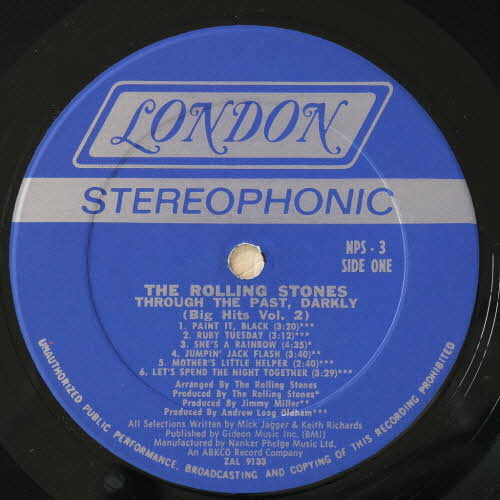 LONDON
STEREOPHONIC
NPS - 3
SIDE ONE
THE ROLLING STONES
THROUGH THE PAST, DARKLY
(Big Hits Vol. 2)
1. PAINT IT, BLACK (3:20)***
2. RUBY TUESDAY (3:12)***
3. SHE'S A RAINBOW (4:35)*
4. JUMPIN' JACK FLASH (3:40)**
5. MOTHER'S LITTLE HELPER (2:40)***
6. LET'S SPEND THE NIGHT TOGETHER (3:29)***
Arranged By The Rolling Stones
Produced By The Rolling Stones*
Produced By Jimmy Miller**
Produced By Andrew Loog Oldham***
All Selections Written by Mick Jagger & Keith Richards
Published by Gideon Music Inc. (BMI)
Manufactured by Nanker Phelge Music Ltd.
An ABKCO Record Company
ZAL 9133
UNAUTHORIZED PUBLIC PERFORMANCE, BROADCASTING AND COPYING OF THIS RECORDING PROHIBITED